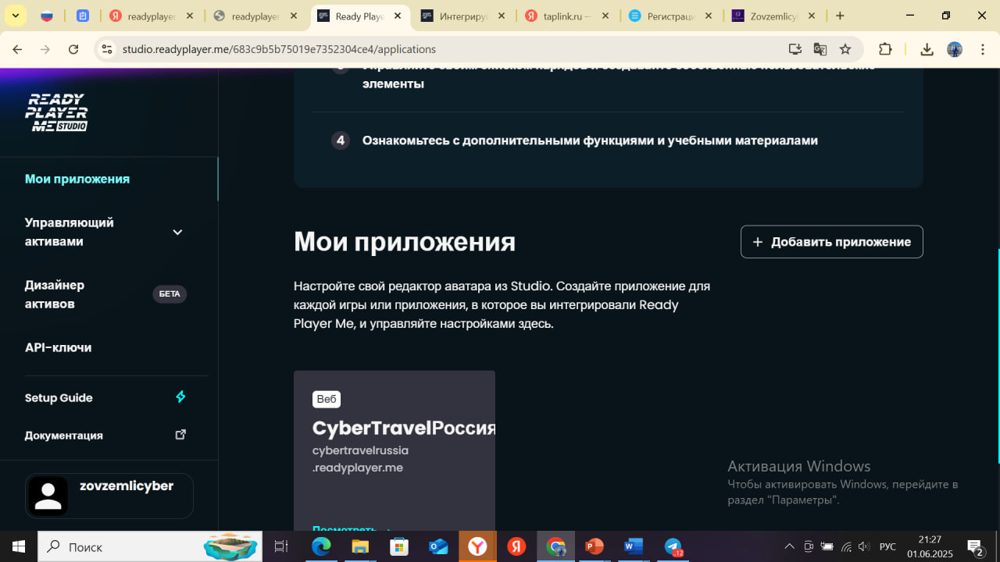 readyplayer
readyplayer
Ready Playe
Интегриру
taplink.ru —
Регистраци
Zovzemlicyl
studio.readyplayer.me/683c9b5b75019e7352304ce4/applications
READY
PLAYER
ME STUDIO
Мои приложения
Управляющий
активами
Дизайнер
активов
БЕТА
API-ключи
Setup Guide
Документация
zovzemlicyber
элементы
4 Ознакомьтесь с дополнительными функциями и учебными материалами
Мои приложения
+ Добавить приложение
Настройте свой редактор аватара из Studio. Создайте приложение для
каждой игры или приложения, в которое вы интегрировали Ready
Player Me, и управляйте настройками здесь.
Веб
CyberTravelРоссия
cybertravelrussia
.readyplayer.me
Посмотреть →
Активация Windows
Чтобы активировать Windows, перейдите в
раздел "Параметры".
Поиск
РУС
21:27
01.06.2025
2